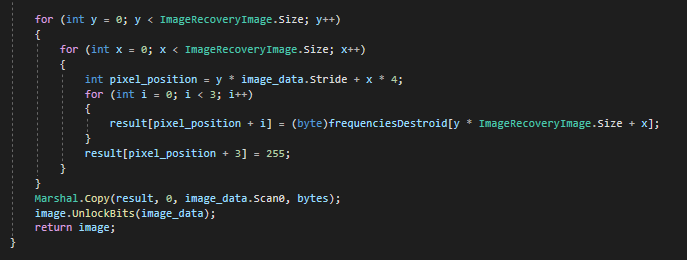 for (int y = 0; y < ImageRecoveryImage.Size; y++)
{
for (int x = 0; x < ImageRecoveryImage.Size; x++)
{
int pixel_position = y * image_data.Stride + x * 4;
for (int i = 0; i < 3; i++)
{
result[pixel_position + i] = (byte)frequenciesDestroid[y * ImageRecoveryImage.Size + x];
}
result[pixel_position + 3] = 255;
}
}
Marshal.Copy(result, 0, image_data.Scan0, bytes);
image.UnlockBits(image_data);
return image;
}